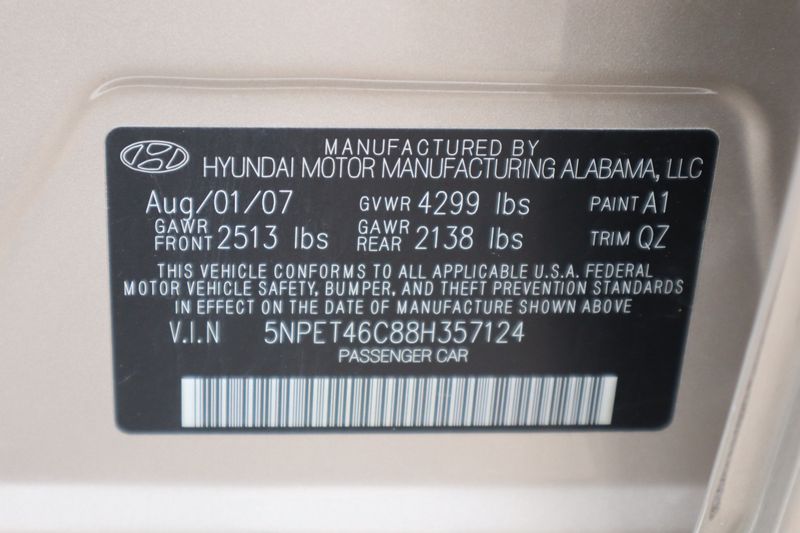 MANUFACTURED BY
HYUNDAI MOTOR MANUFACTURING ALABAMA, LLC
Aug/01/07 GVWR 4299 lbs PAINT A1
GAWR FRONT 2513 lbs GAWR REAR 2138 lbs TRIM QZ
THIS VEHICLE CONFORMS TO ALL APPLICABLE U.S.A. FEDERAL
MOTOR VEHICLE SAFETY, BUMPER, AND THEFT PREVENTION STANDARDS
IN EFFECT ON THE DATE OF MANUFACTURE SHOWN ABOVE
V.I.N 5NPET46C88H357124
PASSENGER CAR